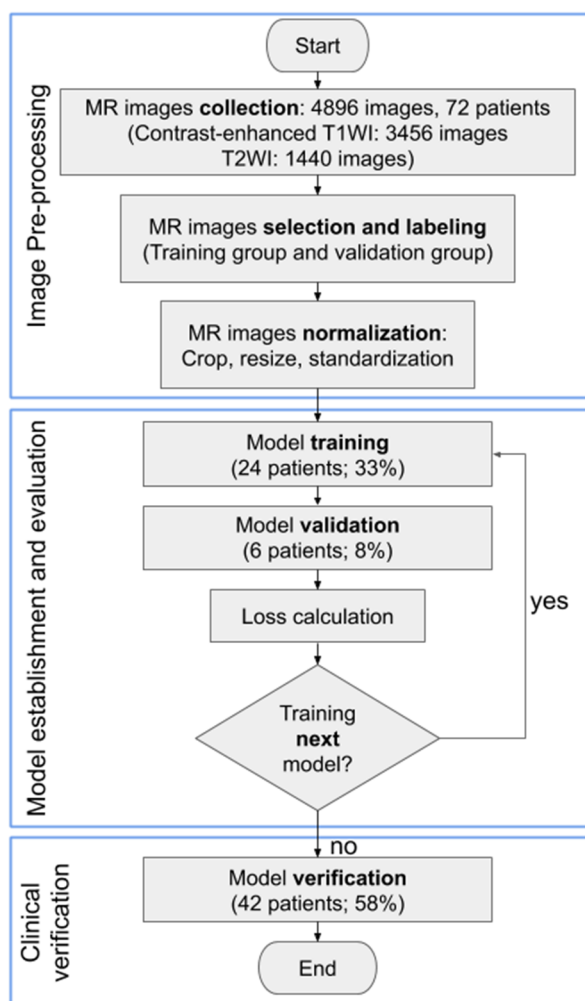 Image Pre-processing
Start
MR images collection: 4896 images, 72 patients
(Contrast-enhanced T1WI: 3456 images
T2WI: 1440 images)
MR images selection and labeling
(Training group and validation group)
MR images normalization:
Crop, resize, standardization
Model establishment and evaluation
Model training
(24 patients; 33%)
Model validation
(6 patients; 8%)
Loss calculation
Training
next
model?
yes
no
Clinical
verification
Model verification
(42 patients; 58%)
End